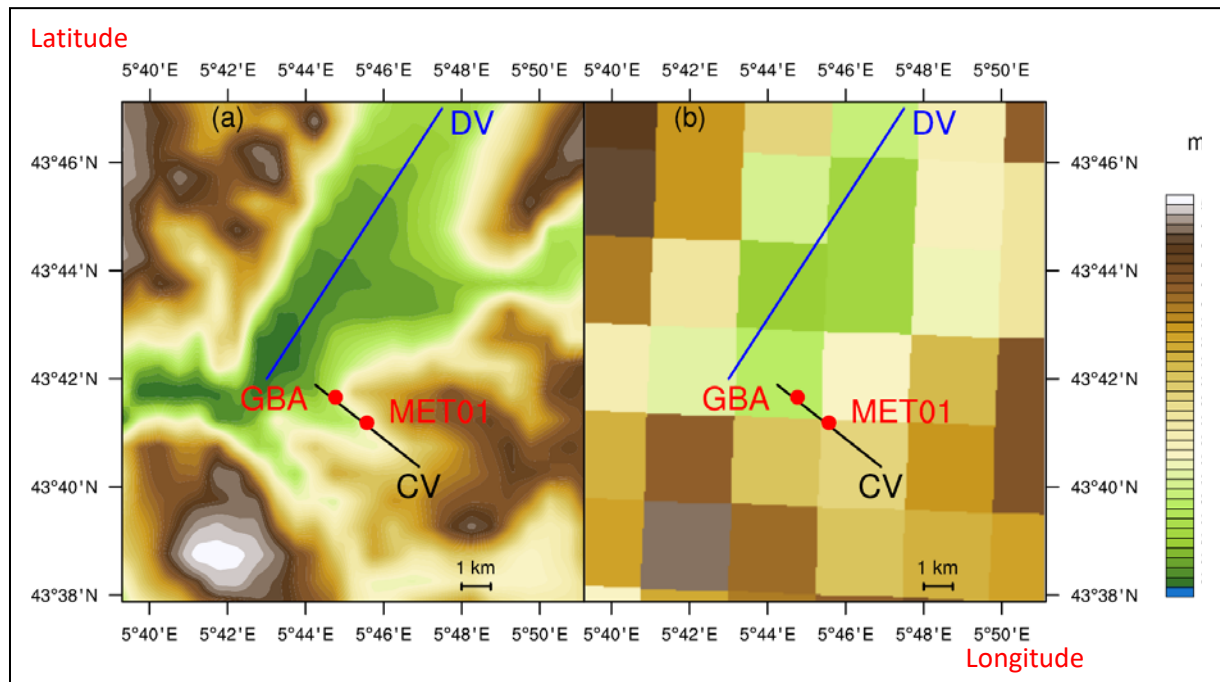 Latitude
5°40'E 5°42'E 5°44'E 5°46'E 5°48'E 5°50'E 5°40'E 5°42'E 5°44'E 5°46'E 5°48'E 5°50'E
(a) DV (b) DV
43°46'N 43°46'N m
43°44'N 43°44'N
43°42'N 43°42'N
GBA MET01 GBA MET01
CV CV
43°40'N 43°40'N
1 km 1 km
43°38'N 43°38'N
5°40'E 5°42'E 5°44'E 5°46'E 5°48'E 5°50'E 5°40'E 5°42'E 5°44'E 5°46'E 5°48'E 5°50'E
Longitude